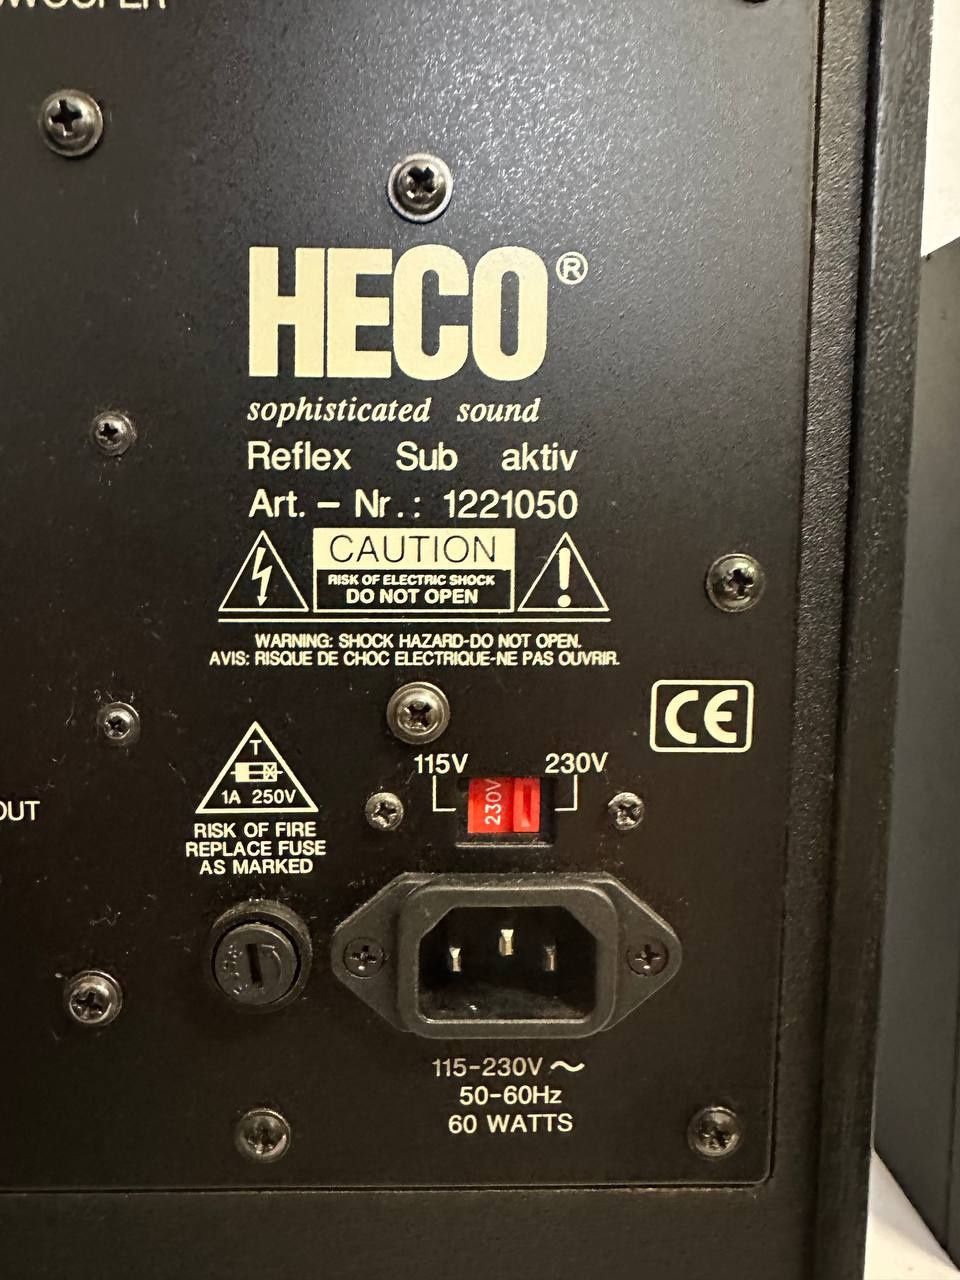 HECO®
sophisticated sound
Reflex Sub aktiv
Art. – Nr.: 1221050
CAUTION
RISK OF ELECTRIC SHOCK
DO NOT OPEN
WARNING: SHOCK HAZARD-DO NOT OPEN.
AVIS: RISQUE DE CHOC ELECTRIQUE-NE PAS OUVRIR.
CE
T
1A 250V
RISK OF FIRE
REPLACE FUSE
AS MARKED
115V 230V
230V
OUT
115-230V ~
50-60Hz
60 WATTS